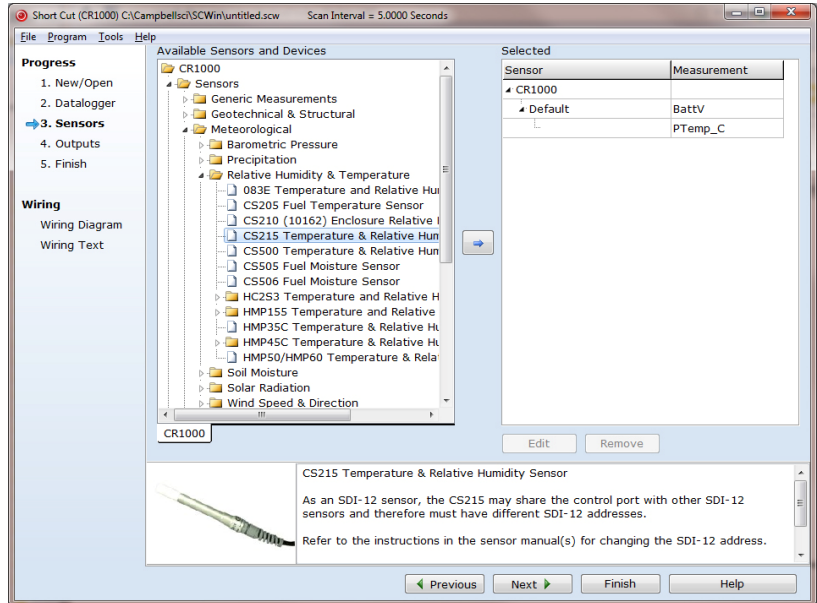 Short Cut (CR1000) C:\Campbellsci\SCWin\untitled.scw Scan Interval = 5.0000 Seconds
File Program Tools Help
Progress
1. New/Open
2. Datalogger
3. Sensors
4. Outputs
5. Finish
Wiring
Wiring Diagram
Wiring Text
Available Sensors and Devices
CR1000
Sensors
Generic Measurements
Geotechnical & Structural
Meteorological
Barometric Pressure
Precipitation
Relative Humidity & Temperature
083E Temperature and Relative Hu
CS205 Fuel Temperature Sensor
CS210 (10162) Enclosure Relative
CS215 Temperature & Relative Hum
CS500 Temperature & Relative Hum
CS505 Fuel Moisture Sensor
CS506 Fuel Moisture Sensor
HC2S3 Temperature and Relative H
HMP155 Temperature and Relative
HMP35C Temperature & Relative Hu
HMP45C Temperature & Relative Hu
HMP50/HMP60 Temperature & Rela
Soil Moisture
Solar Radiation
Wind Speed & Direction
CR1000
Selected
Sensor Measurement
CR1000
Default BattV
PTemp_C
Edit Remove
CS215 Temperature & Relative Humidity Sensor
As an SDI-12 sensor, the CS215 may share the control port with other SDI-12
sensors and therefore must have different SDI-12 addresses.
Refer to the instructions in the sensor manual(s) for changing the SDI-12 address.
Previous Next Finish Help